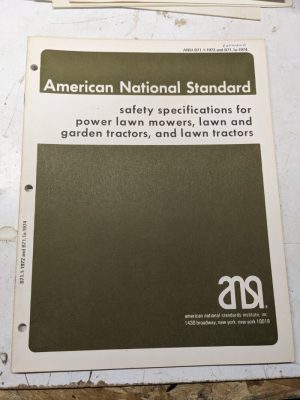 ANSI B71.1-1972 and B71.1a-1974
American National Standard
safety specifications for
power lawn mowers, lawn and
garden tractors, and lawn tractors
B71.1-1972 and B71.1a-1974
ansi
american national standards institute, inc
1430 broadway, new york, new york 10018